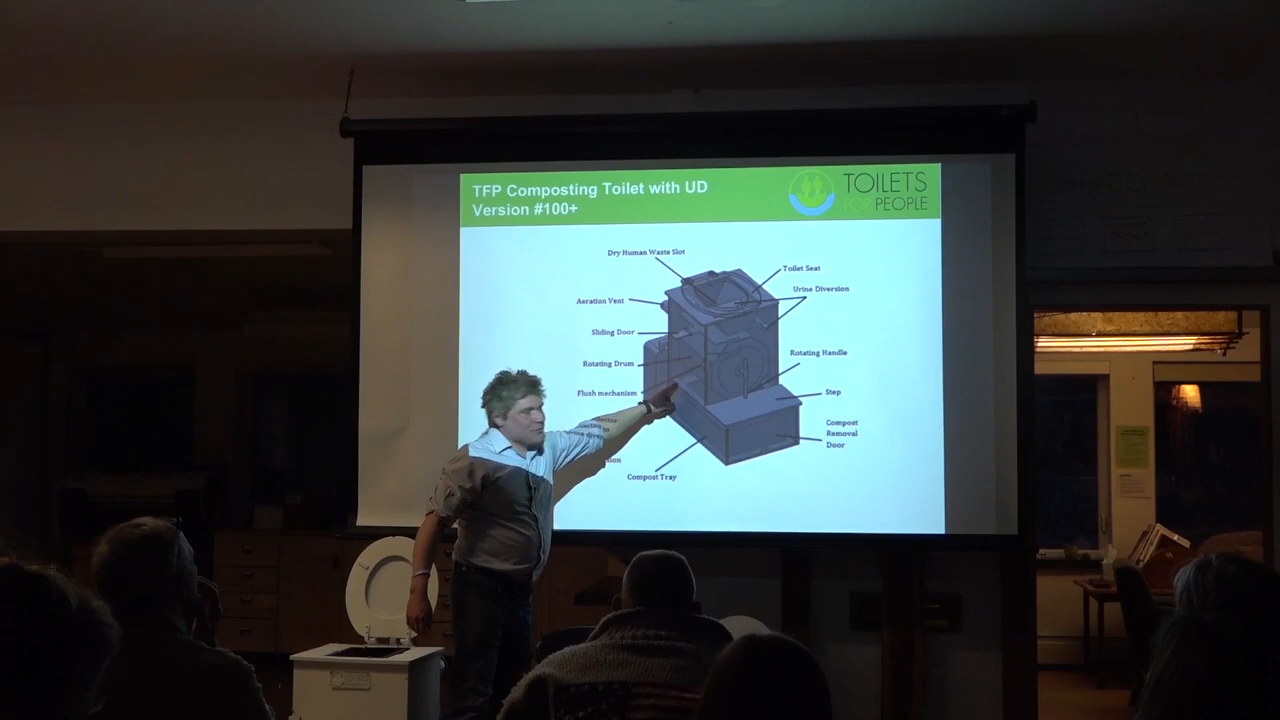 TFP Composting Toilet with UD
Version #100+
TOILETS
FOR PEOPLE
Dry Human Waste Slot
Toilet Seat
Urine Diversion
Aeration Vent
Sliding Door
Rotating Drum
Rotating Handle
Flush mechanism
Step
Compost
Removal
Door
Compost Tray